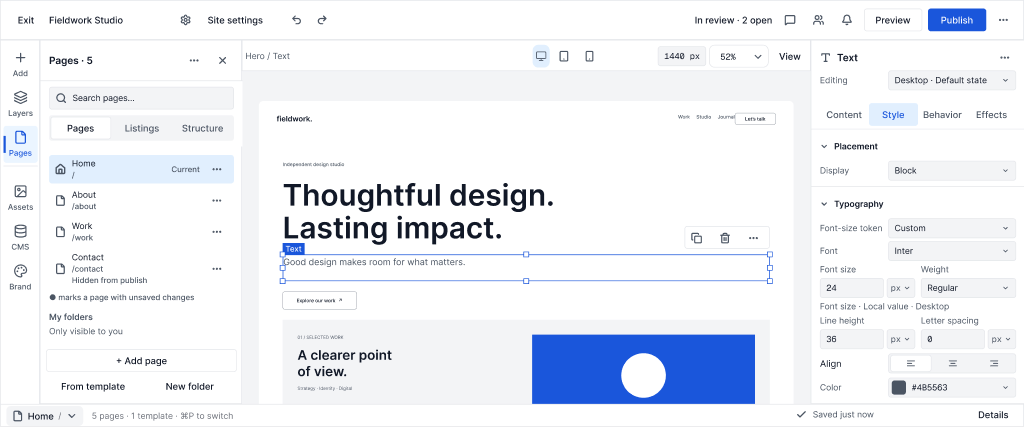 Exit Fieldwork Studio Site settings In review · 2 open Preview Publish
Add
Layers
Pages
Assets
CMS
Brand
Pages · 5
Search pages...
Pages Listings Structure
Home
/
Current
About
/about
Work
/work
Contact
/contact
Hidden from publish
marks a page with unsaved changes
My folders
Only visible to you
+ Add page
From template New folder
Hero / Text 1440 px 52% View
fieldwork. Work Studio Journal Let's talk
Independent design studio
Thoughtful design.
Lasting impact.
Text
Good design makes room for what matters.
Explore our work ↗
01 / SELECTED WORK
A clearer point
of view.
Strategy · Identity · Digital
Text
Editing Desktop · Default state
Content Style Behavior Effects
Placement
Display Block
Typography
Font-size token Custom
Font Inter
Font size Weight
24 px Regular
Font size · Local value · Desktop
Line height Letter spacing
36 px 0 px
Align
Color #4B5563
Home / 5 pages · 1 template · ⌘P to switch Saved just now Details